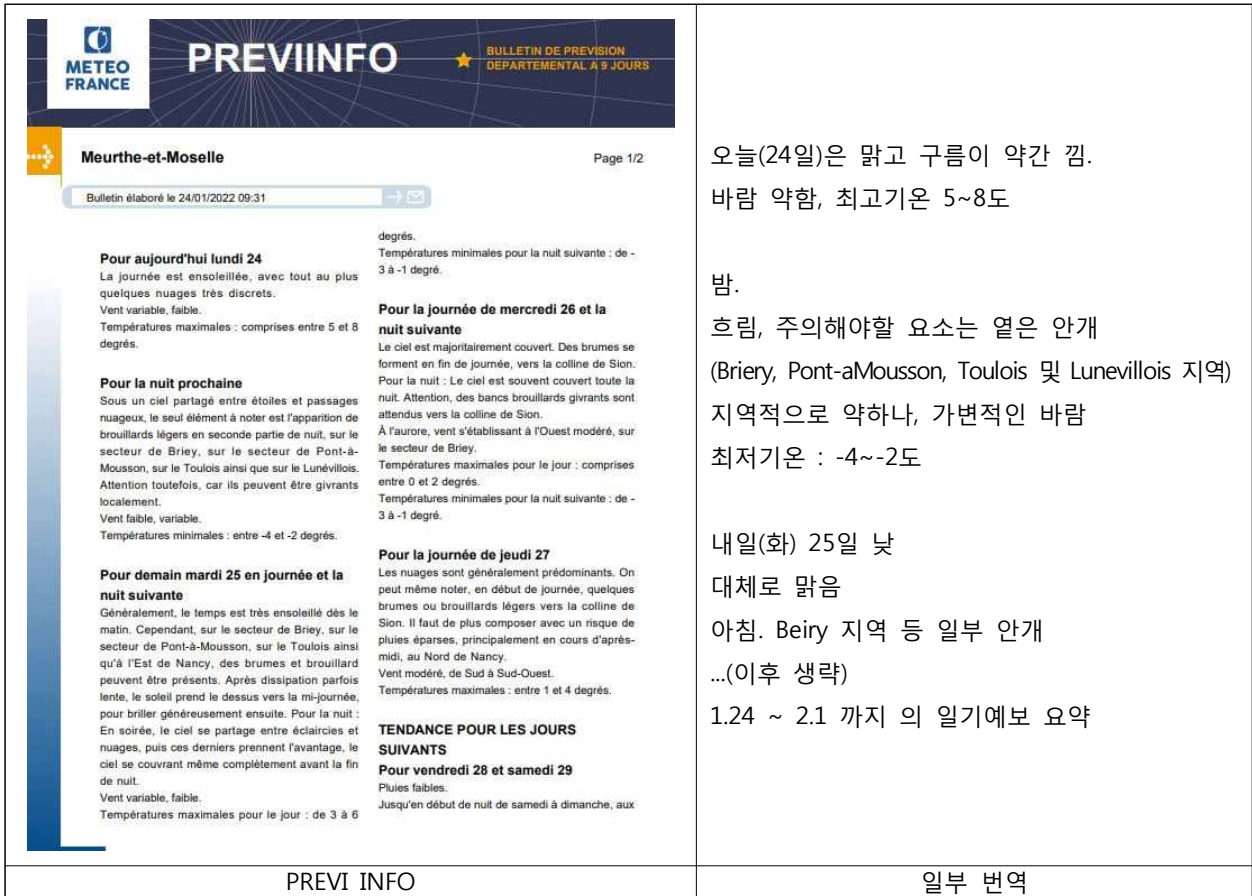 METEO
FRANCE
PREVIINFO
BULLETIN DE PREVISION
DEPARTEMENTAL A 9 JOURS
Meurthe-et-Moselle
Page 1/2
Bulletin élaboré le 24/01/2022 09:31
Pour aujourd'hui lundi 24
La journée est ensoleillée, avec tout au plus
quelques nuages très discrets.
Vent variable, faible.
Températures maximales : comprises entre 5 et 8
degrés.
Pour la nuit prochaine
Sous un ciel partagé entre étoiles et passages
nuageux, le seul élément à noter est l'apparition de
brouillards légers en seconde partie de nuit, sur le
secteur de Briey, sur le secteur de Pont-à-
Mousson, sur le Toulois ainsi que sur le Lunévillois.
Attention toutefois, car ils peuvent être givrants
localement.
Vent faible, variable.
Températures minimales : entre -4 et -2 degrés.
Pour demain mardi 25 en journée et la
nuit suivante
Généralement, le temps est très ensoleillé dès le
matin. Cependant, sur le secteur de Briey, sur le
secteur de Pont-à-Mousson, sur le Toulois ainsi
qu'à l'Est de Nancy, des brumes et brouillard
peuvent être présents. Après dissipation parfois
lente, le soleil prend le dessus vers la mi-journée,
pour briller généreusement ensuite. Pour la nuit :
En soirée, le ciel se partage entre éclaircies et
nuages, puis ces derniers prennent l'avantage, le
ciel se couvrant même complètement avant la fin
de nuit.
Vent variable, faible.
Températures maximales pour le jour : de 3 à 6
degrés.
Températures minimales pour la nuit suivante : de -
3 à -1 degré.
Pour la journée de mercredi 26 et la
nuit suivante
Le ciel est majoritairement couvert. Des brumes se
forment en fin de journée, vers la colline de Sion.
Pour la nuit : Le ciel est souvent couvert toute la
nuit. Attention, des bancs brouillards givrants sont
attendus vers la colline de Sion.
À l'aurore, vent s'établissant à l'Ouest modéré, sur
le secteur de Briey.
Températures maximales pour le jour : comprises
entre 0 et 2 degrés.
Températures minimales pour la nuit suivante : de -
3 à -1 degré.
Pour la journée de jeudi 27
Les nuages sont généralement prédominants. On
peut même noter, en début de journée, quelques
brumes ou brouillards légers vers la colline de
Sion. Il faut de plus composer avec un risque de
pluies éparses, principalement en cours d'après-
midi, au Nord de Nancy.
Vent modéré, de Sud à Sud-Ouest.
Températures maximales : entre 1 et 4 degrés.
TENDANCE POUR LES JOURS
SUIVANTS
Pour vendredi 28 et samedi 29
Pluies faibles.
Jusqu'en début de nuit de samedi à dimanche, aux
오늘(24일)은 맑고 구름이 약간 낌.
바람 약함, 최고기온 5~8도
밤.
흐림, 주의해야할 요소는 옅은 안개
(Briery, Pont-aMousson, Toulois 및 Lunevillois 지역)
지역적으로 약하나, 가변적인 바람
최저기온 : -4~-2도
내일(화) 25일 낮
대체로 맑음
아침. Beiry 지역 등 일부 안개
...(이후 생략)
1.24 ~ 2.1 까지 의 일기예보 요약
PREVI INFO
일부 번역